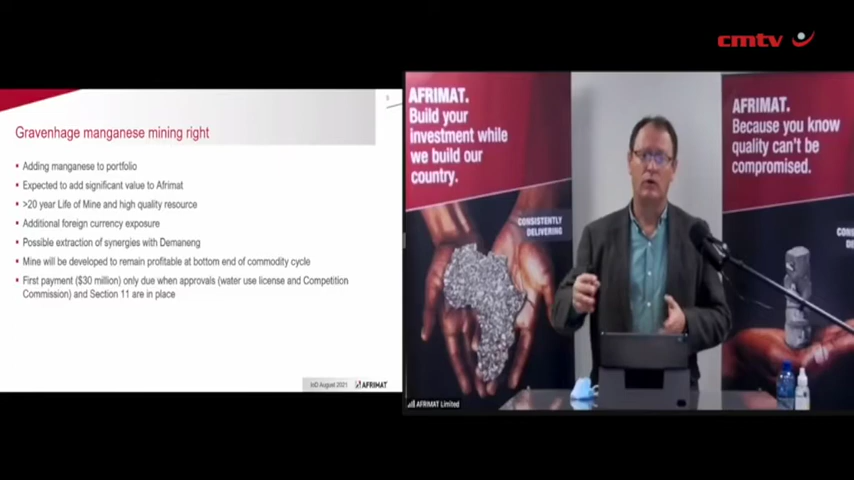 cmtv
Gravenhage manganese mining right
• Adding manganese to portfolio
• Expected to add significant value to Afrimat
• >20 year Life of Mine and high quality resource
• Additional foreign currency exposure
• Possible extraction of synergies with Demaneng
• Mine will be developed to remain profitable at bottom end of commodity cycle
• First payment ($30 million) only due when approvals (water use license and Competition
Commission) and Section 11 are in place
IoD August 2021
AFRIMAT
AFRIMAT.
Build your
investment while
we build our
country.
CONSISTENTLY
DELIVERING
AFRIMAT.
Because you know
quality can't be
compromised.
AFRIMAT Limited